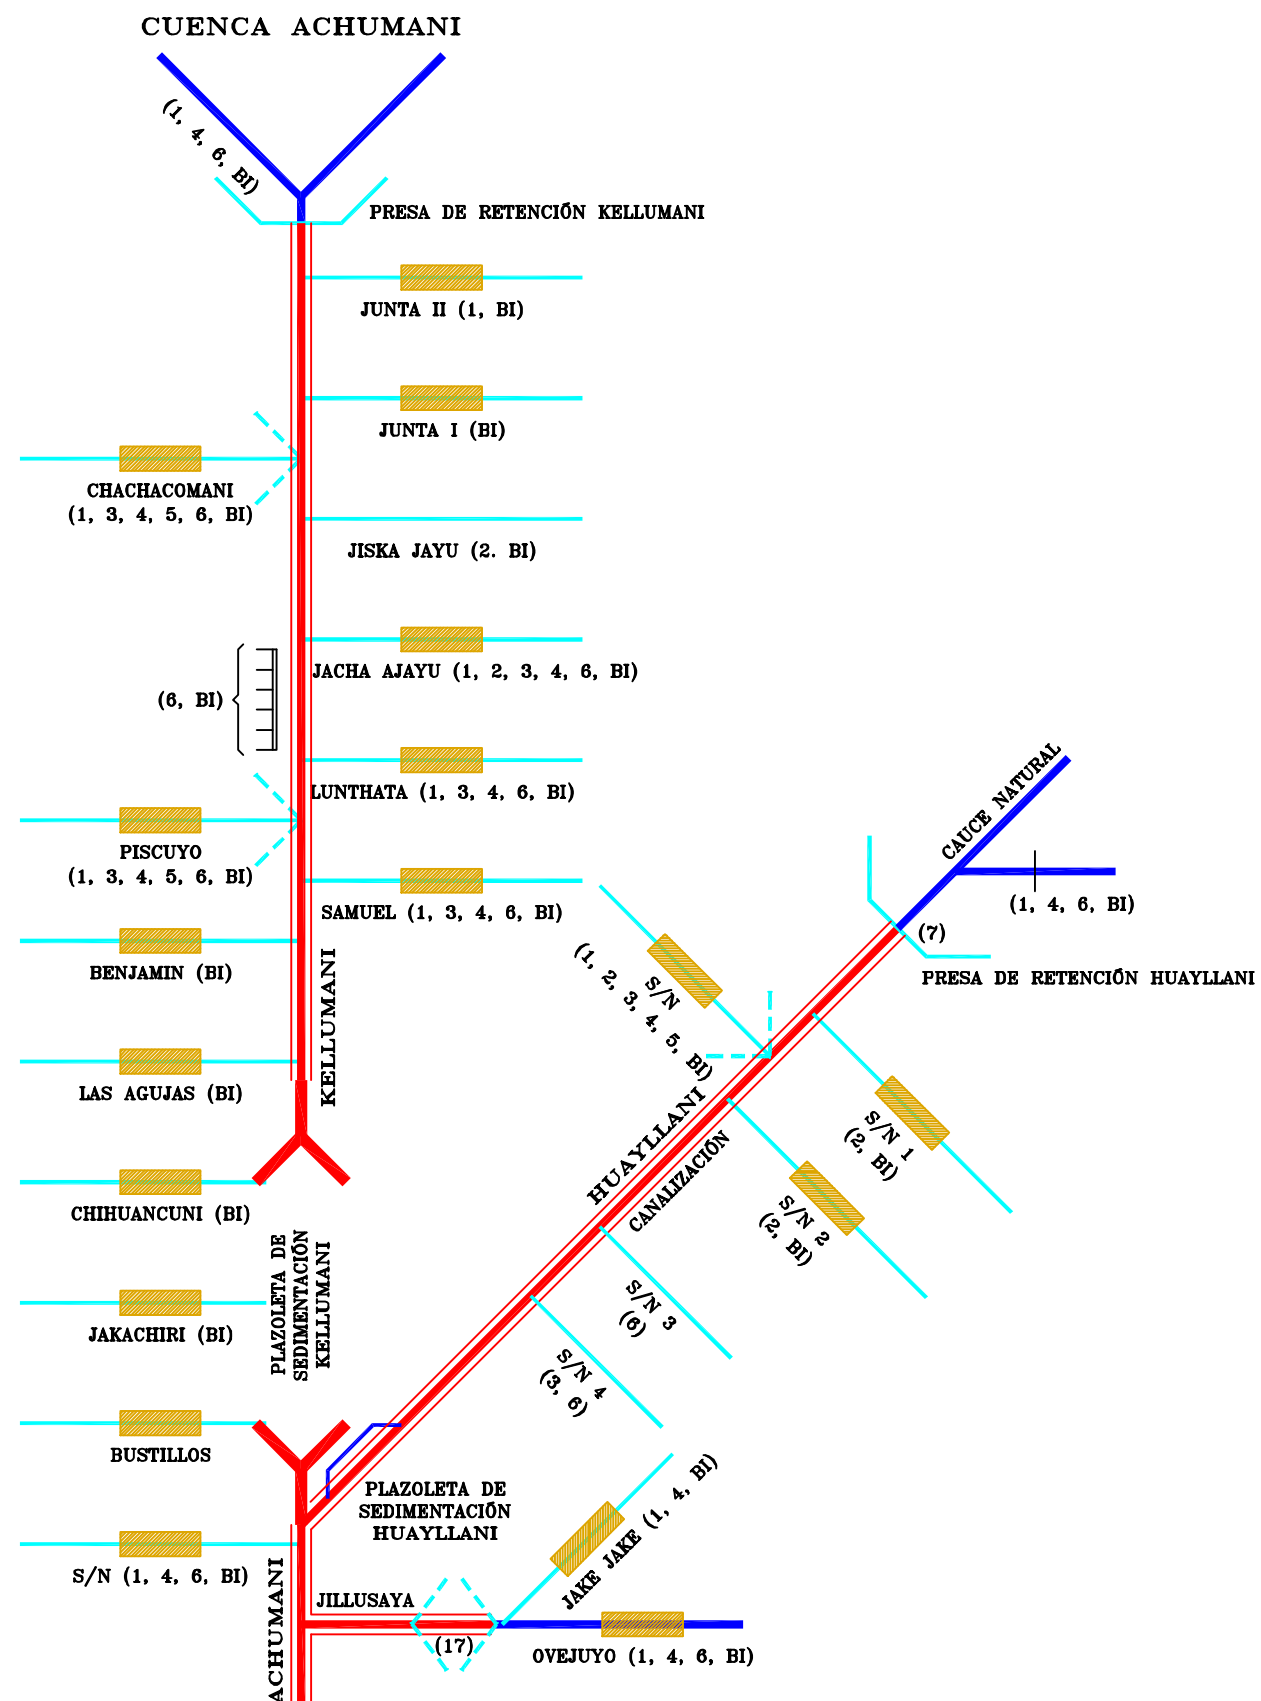 CUENCA ACHUMANI
(1, 4, 6, BI)
PRESA DE RETENCIÓN KELLUMANI
JUNTA II (1, BI)
JUNTA I (BI)
CHACHACOMANI
(1, 3, 4, 5, 6, BI)
JISKA JAYU (2. BI)
JACHA AJAYU (1, 2, 3, 4, 6, BI)
(6, BI)
LUNTHATA (1, 3, 4, 6, BI)
PISCUYO
(1, 3, 4, 5, 6, BI)
SAMUEL (1, 3, 4, 6, BI)
BENJAMIN (BI)
KELLUMANI
LAS AGUJAS (BI)
CHIHUANCUNI (BI)
PLAZOLETA DE
SEDIMENTACIÓN
KELLUMANI
JAKACHIRI (BI)
BUSTILLOS
S/N (1, 4, 6, BI)
ACHUMANI
CAUCE NATURAL
(1, 4, 6, BI)
(7)
PRESA DE RETENCIÓN HUAYLLANI
S/N
(1, 2, 3, 4, 5, BI)
HUAYLLANI
CANALIZACIÓN
S/N 1
(2, BI)
S/N 2
(2, BI)
S/N 3
(6)
S/N 4
(3, 6)
PLAZOLETA DE
SEDIMENTACIÓN
HUAYLLANI
JAKE JAKE (1, 4, BI)
JILLUSAYA
(17)
OVEJUYO (1, 4, 6, BI)